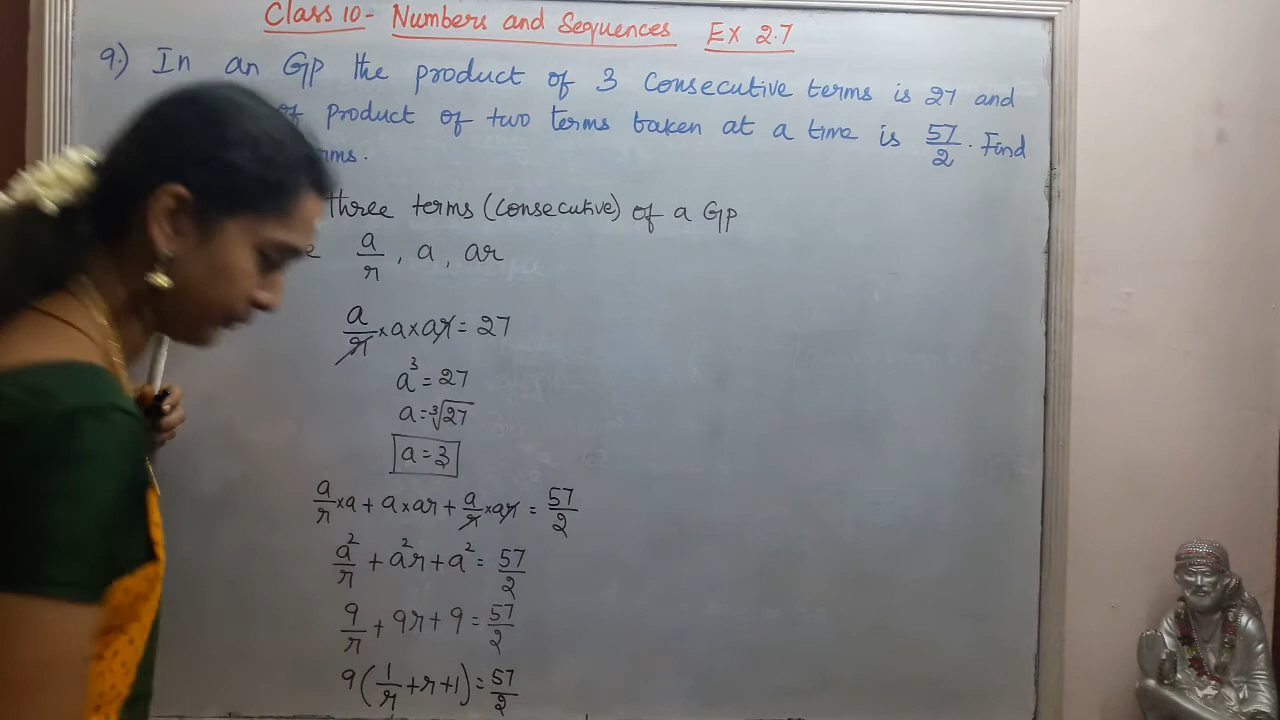 Class 10 - Numbers and Sequences Ex 2.7
9.) In an GP the product of 3 consecutive terms is 27 and
of product of two terms taken at a time is 57/2. Find
three terms (consecutive) of a GP
a/r, a, ar
a/r × a × ar = 27
a³ = 27
a = ³√27
a = 3
a/r × a + a × ar + a/r × ar = 57/2
a²/r + a²r + a² = 57/2
9/r + 9r + 9 = 57/2
9(1/r + r + 1) = 57/2